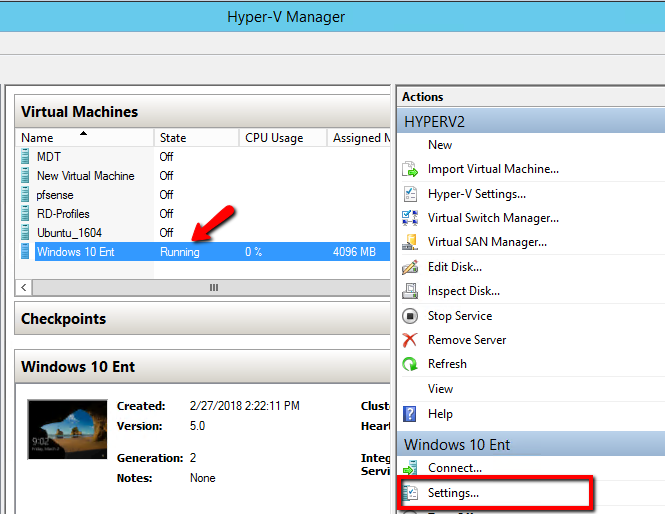 Hyper-V Manager
Virtual Machines
Name State CPU Usage Assigned M
MDT Off
New Virtual Machine Off
pfsense Off
RD-Profiles Off
Ubuntu_1604 Off
Windows 10 Ent Running 0 % 4096 MB
Checkpoints
Windows 10 Ent
Created: 2/27/2018 2:22:11 PM Clust
Version: 5.0 Heart
Generation: 2 Integ
Notes: None Servi
9:02
Actions
HYPERV2
New
Import Virtual Machine...
Hyper-V Settings...
Virtual Switch Manager...
Virtual SAN Manager...
Edit Disk...
Inspect Disk...
Stop Service
Remove Server
Refresh
View
Help
Windows 10 Ent
Connect...
Settings...